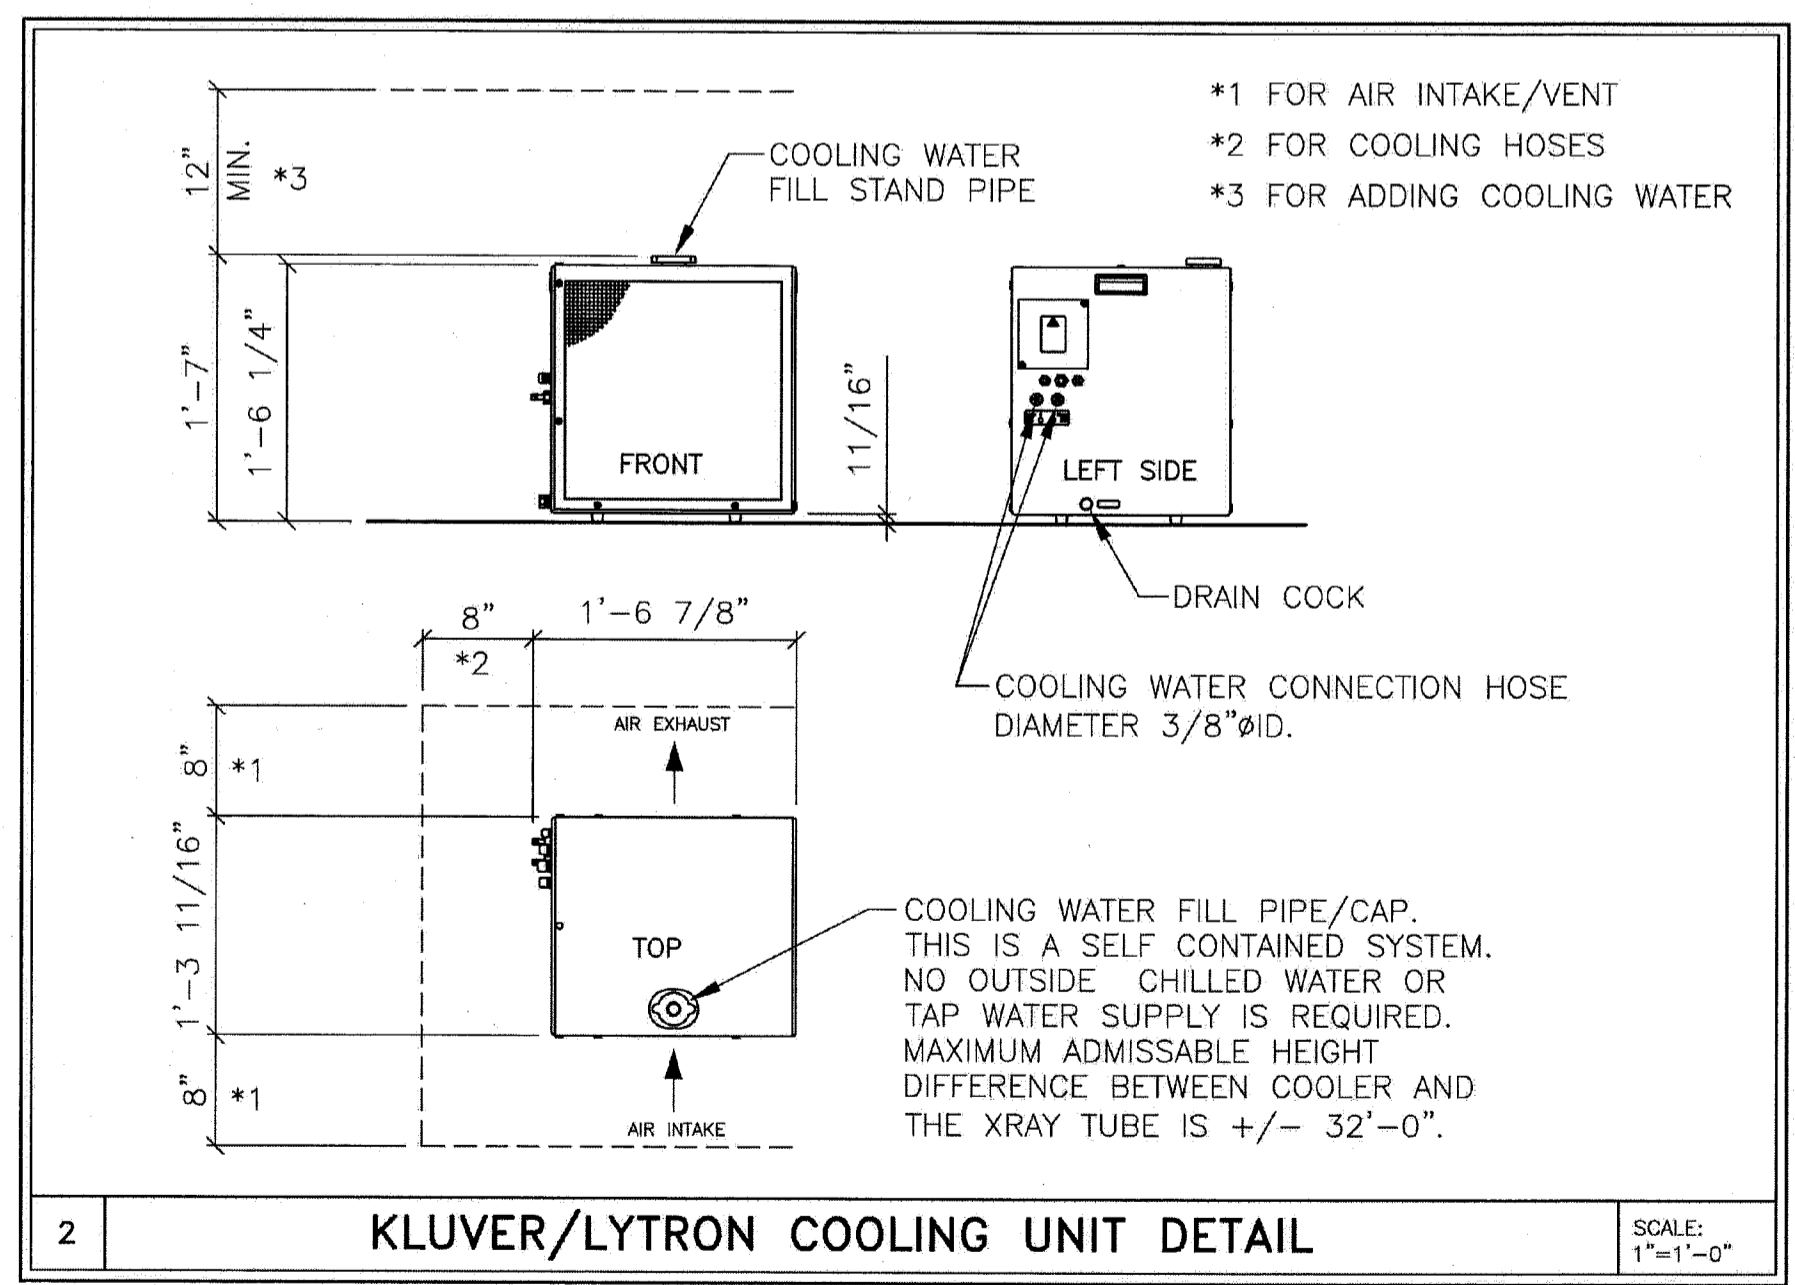 *1 FOR AIR INTAKE/VENT
*2 FOR COOLING HOSES
*3 FOR ADDING COOLING WATER
12"
MIN.
*3
COOLING WATER
FILL STAND PIPE
1'-7"
1'-6 1/4"
FRONT
11/16"
LEFT SIDE
DRAIN COCK
COOLING WATER CONNECTION HOSE
DIAMETER 3/8"ØID.
8"
*2
1'-6 7/8"
AIR EXHAUST
8"
*1
1'-3 11/16"
TOP
8"
*1
AIR INTAKE
COOLING WATER FILL PIPE/CAP.
THIS IS A SELF CONTAINED SYSTEM.
NO OUTSIDE CHILLED WATER OR
TAP WATER SUPPLY IS REQUIRED.
MAXIMUM ADMISSABLE HEIGHT
DIFFERENCE BETWEEN COOLER AND
THE XRAY TUBE IS +/- 32'-0".
2
KLUVER/LYTRON COOLING UNIT DETAIL
SCALE:
1"=1'-0"